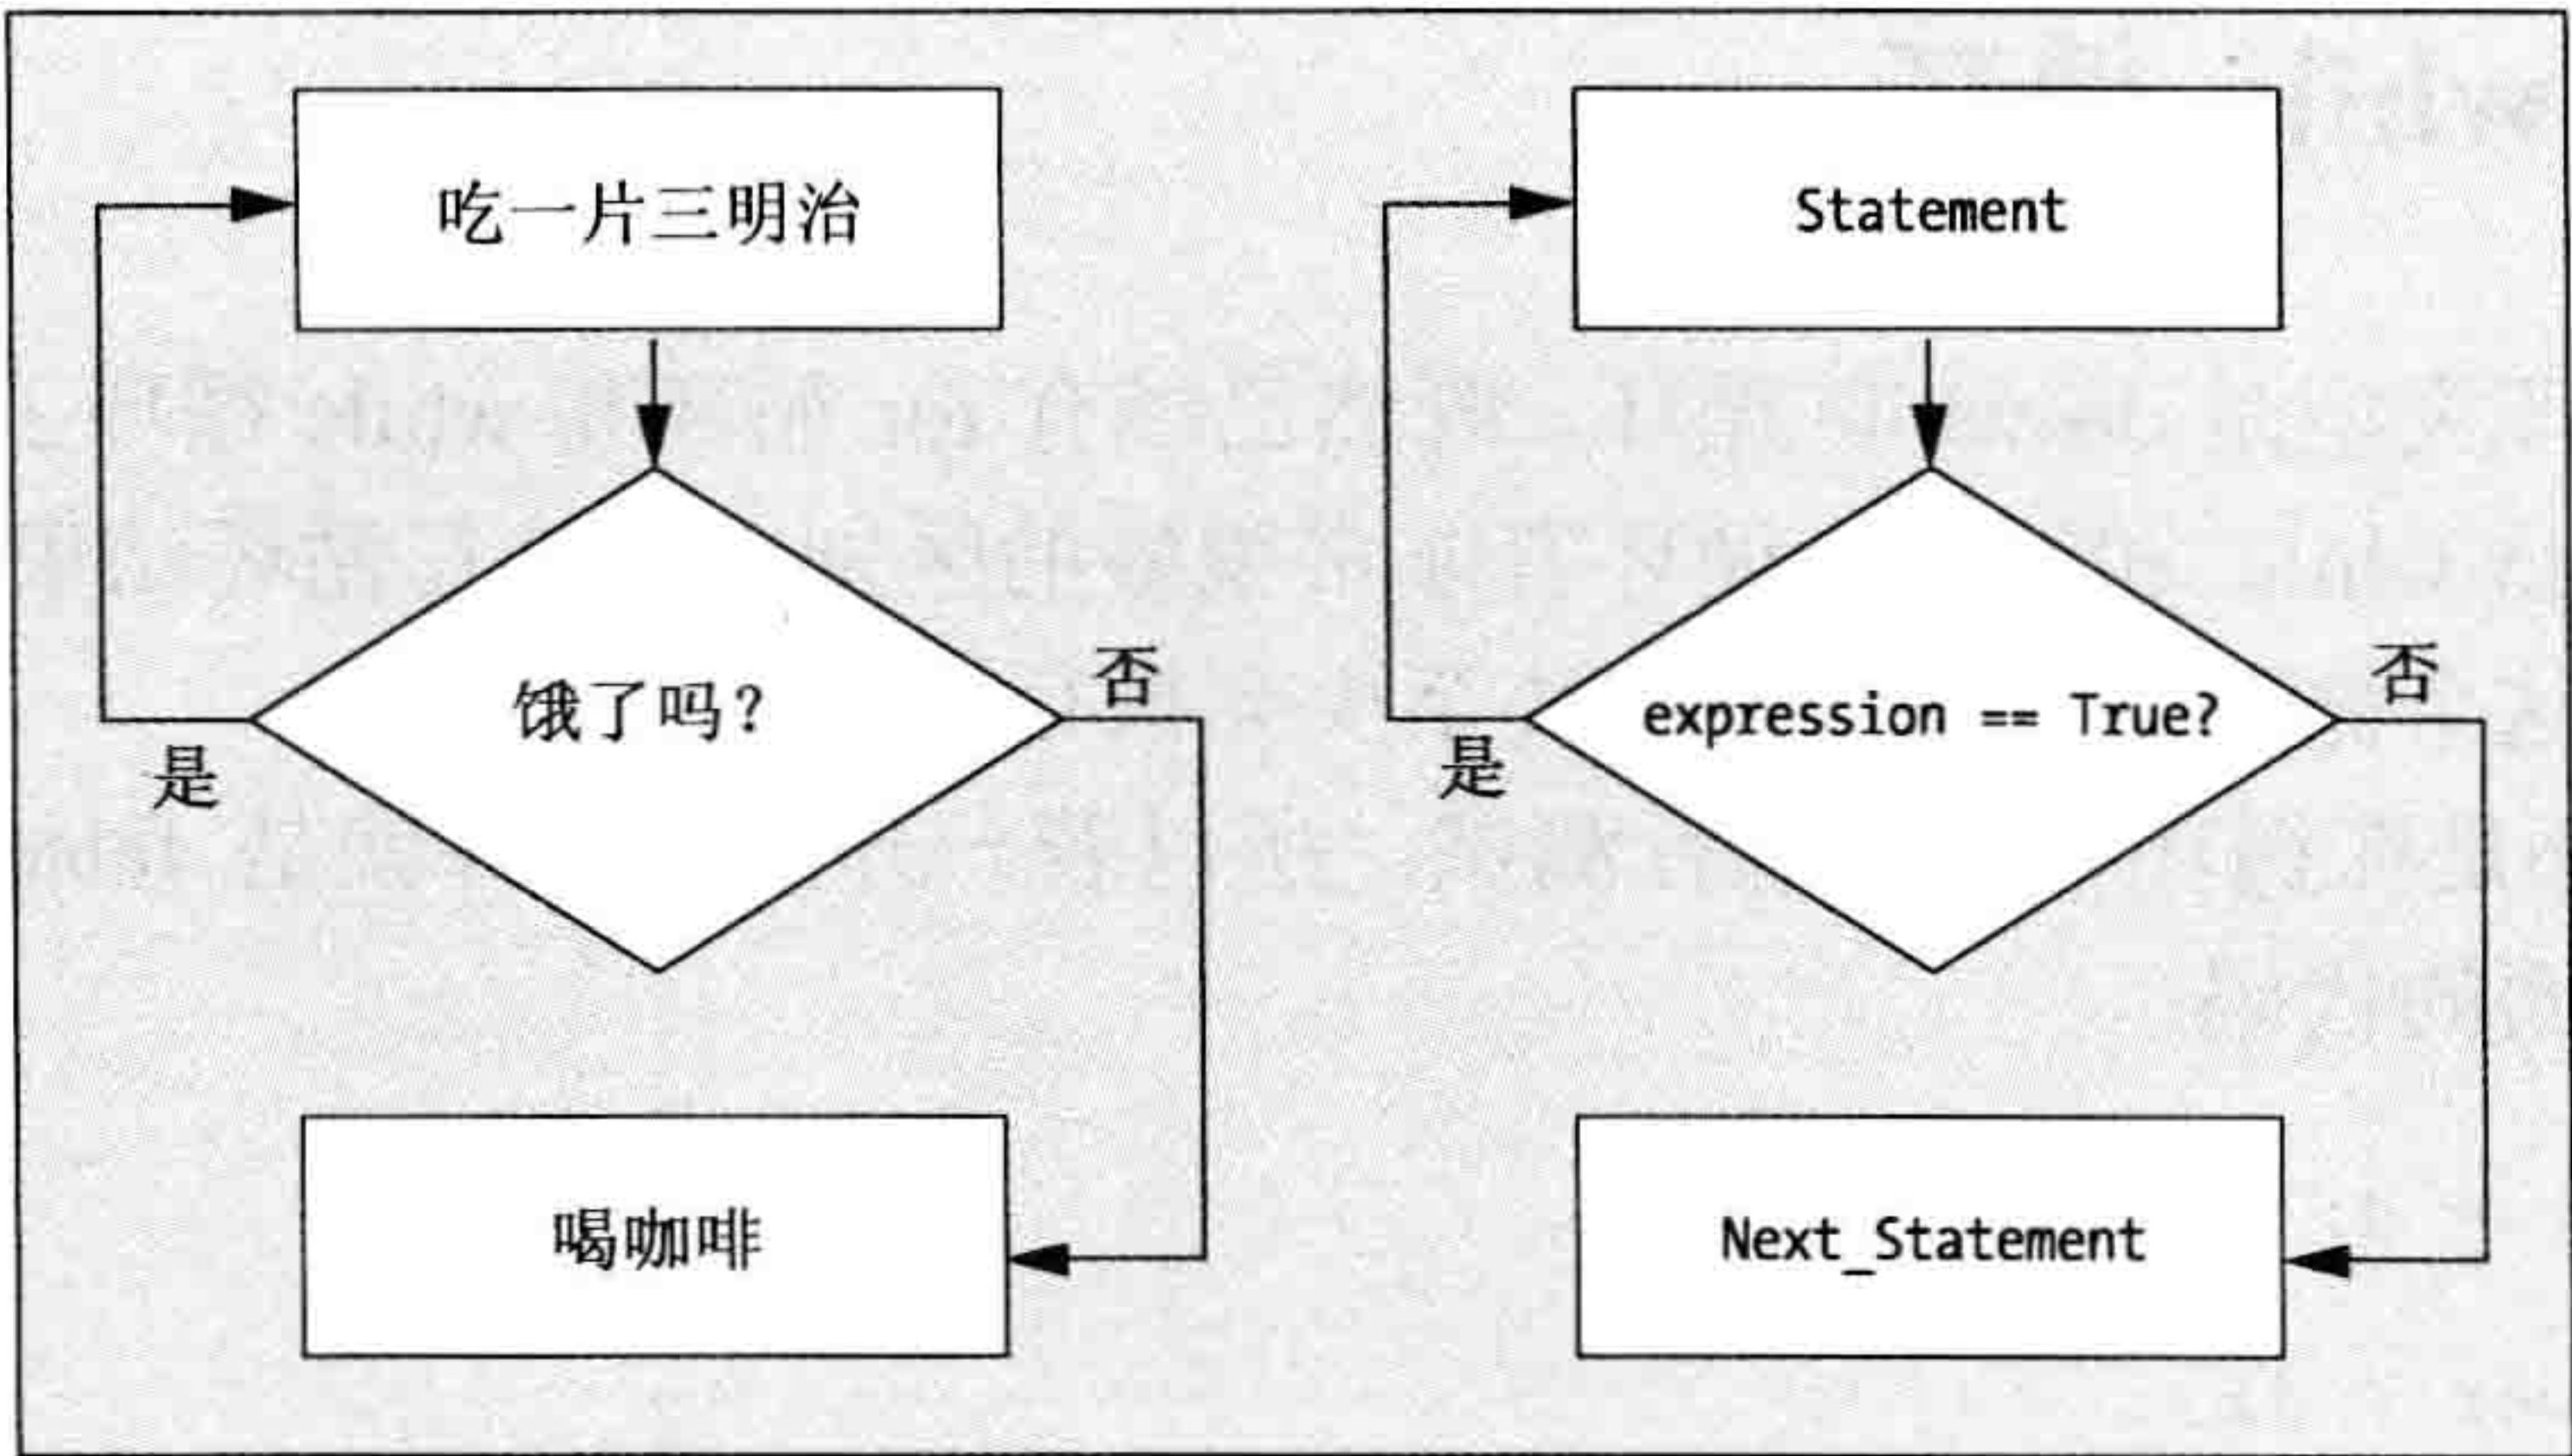 吃一片三明治
饿了吗?
是
否
喝咖啡
Statement
expression == True?
是
否
Next_Statement